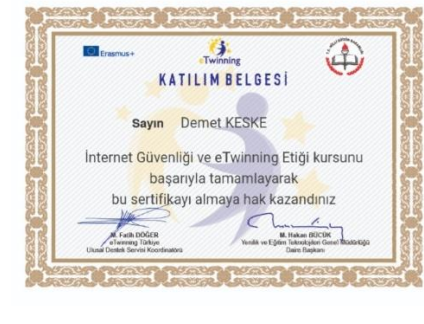 Erasmus+
eTwinning
KATILIM BELGESİ
Sayın Demet KESKE
İnternet Güvenliği ve eTwinning Etiği kursunu
başarıyla tamamlayarak
bu sertifikayı almaya hak kazandınız
M. Fatih DÖĞER
eTwinning Türkiye
Ulusal Destek Servisi Koordinatörü
M. Hakan BÜCÜK
Yenilik ve Eğitim Teknolojileri Genel Müdürlüğü
Daire Başkanı